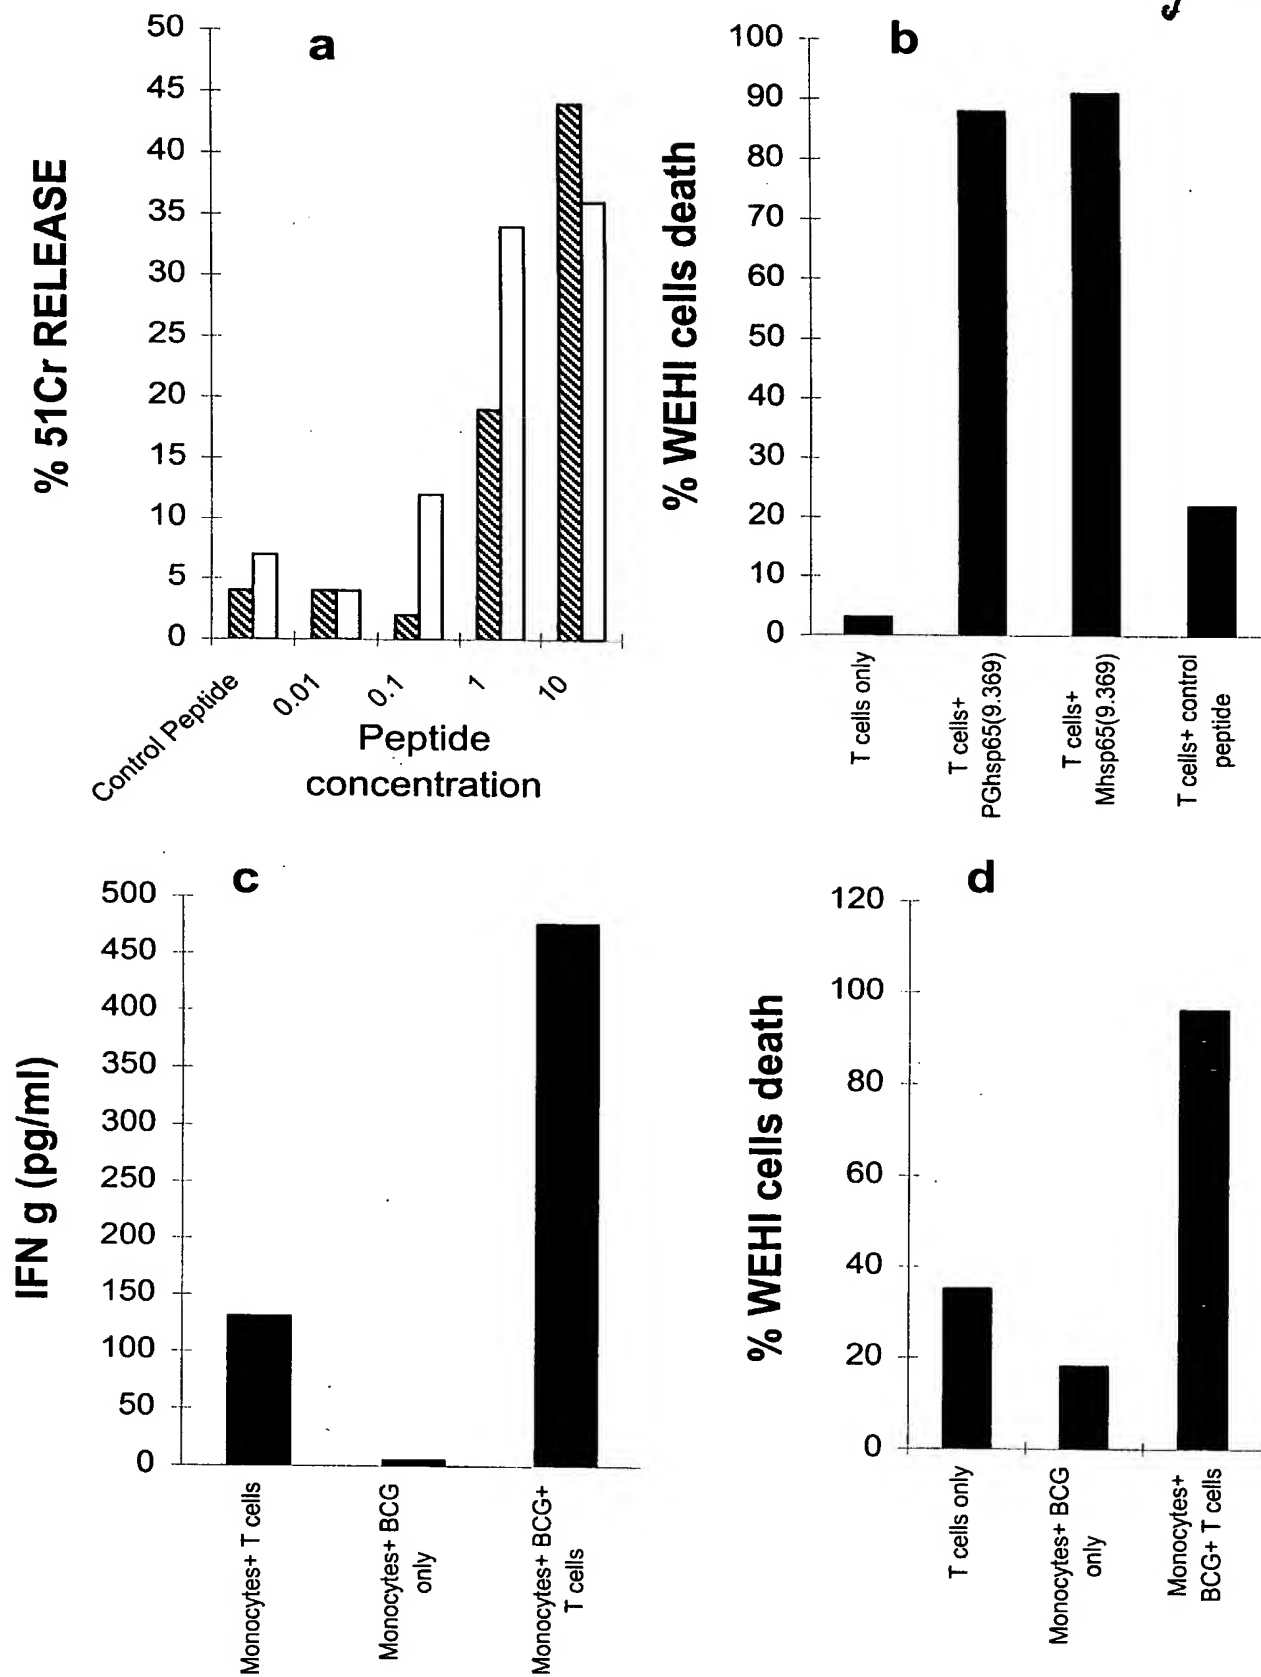 a
50
45
40
35
30
25
20
15
10
5
0
% 51Cr RELEASE
Control Peptide
0.01
0.1
1
10
Peptide
concentration
b
100
90
80
70
60
50
40
30
20
10
0
% WEHI cells death
T cells only
T cells+
PGhsp65(9.369)
T cells+
Mhsp65(9.369)
T cells+ control
peptide
c
500
450
400
350
300
250
200
150
100
50
0
IFN g (pg/ml)
Monocytes+ T cells
Monocytes+ BCG
only
Monocytes+ BCG+
T cells
d
120
100
80
60
40
20
0
% WEHI cells death
T cells only
Monocytes+ BCG
only
Monocytes+
BCG+ T cells